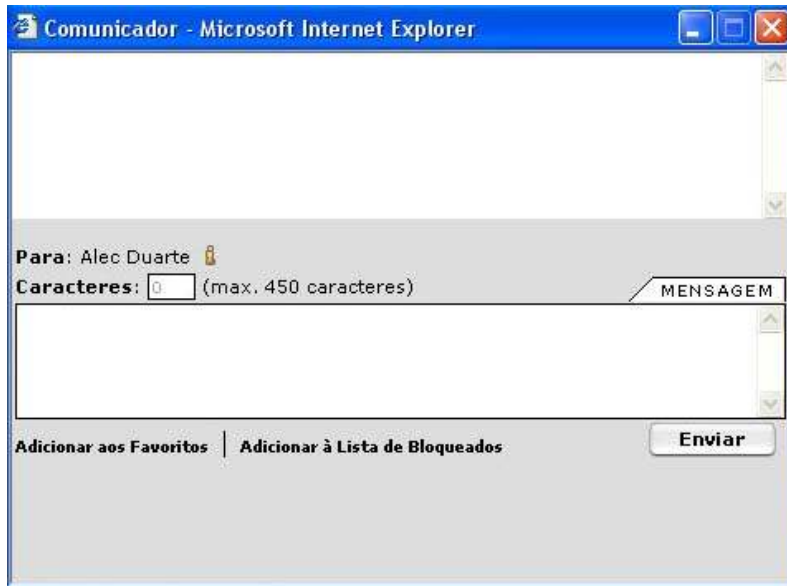 Comunicador - Microsoft Internet Explorer
Para: Alec Duarte
Caracteres: 0 (max. 450 caracteres)
MENSAGEM
Adicionar aos Favoritos | Adicionar à Lista de Bloqueados
Enviar